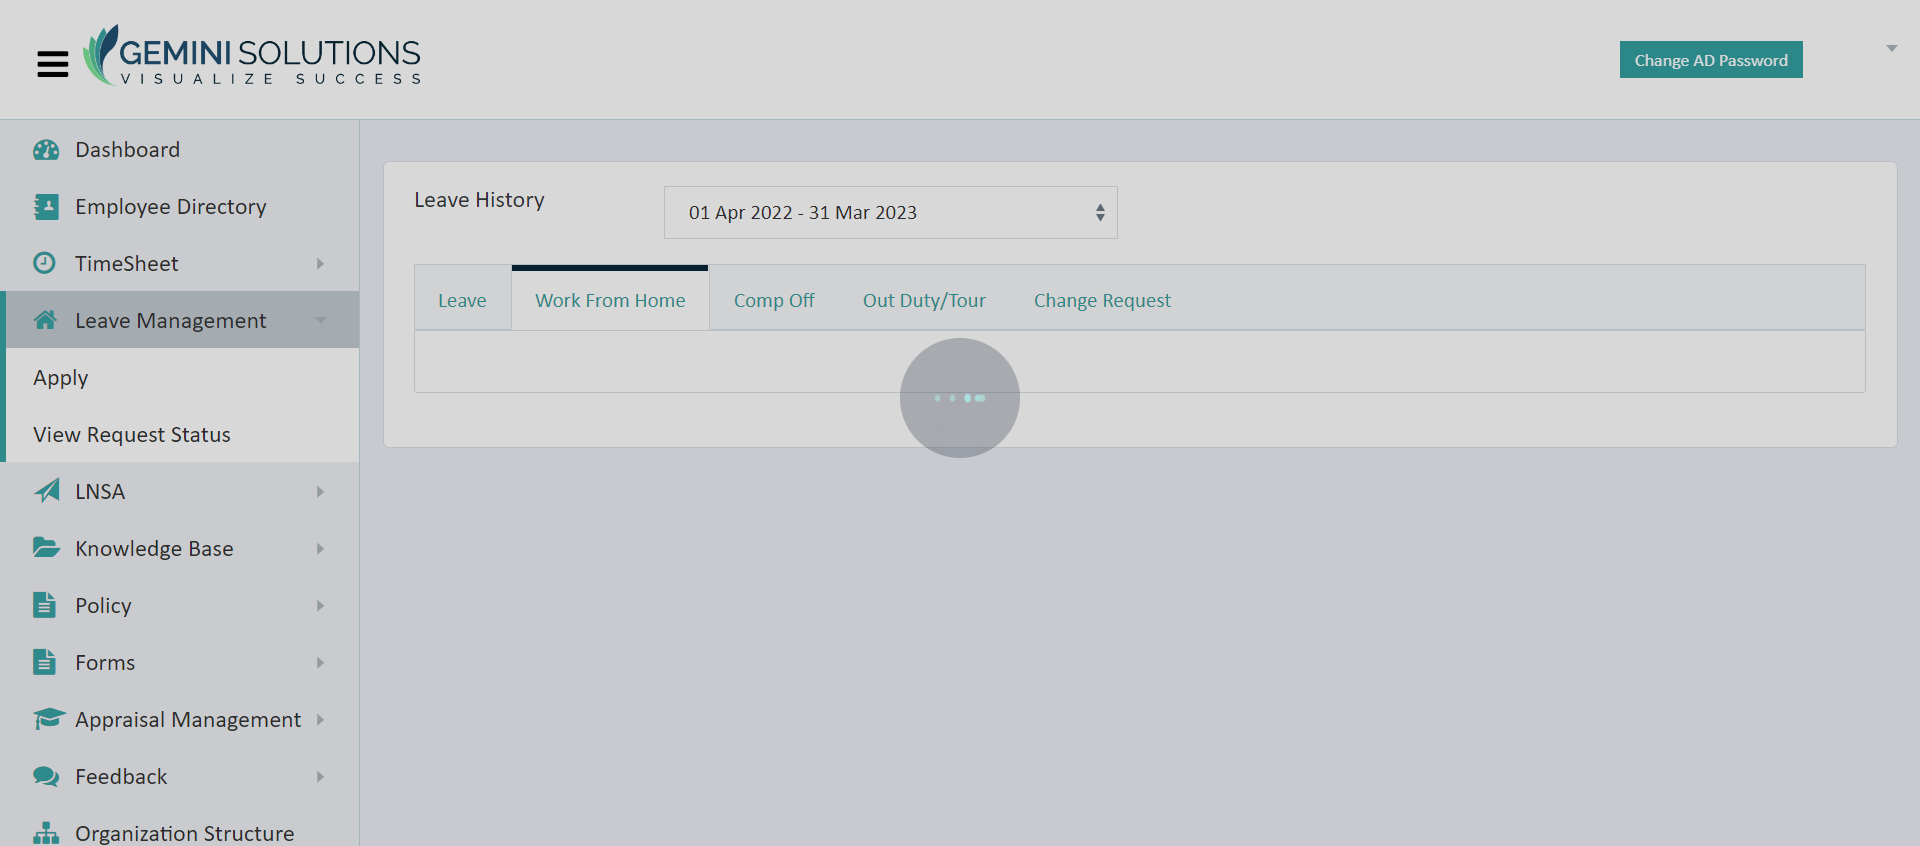 GEMINI SOLUTIONS
VISUALIZE SUCCESS
Change AD Password
Dashboard
Employee Directory
TimeSheet
Leave Management
Apply
View Request Status
LNSA
Knowledge Base
Policy
Forms
Appraisal Management
Feedback
Organization Structure
Leave History
01 Apr 2022 - 31 Mar 2023
Leave Work From Home Comp Off Out Duty/Tour Change Request